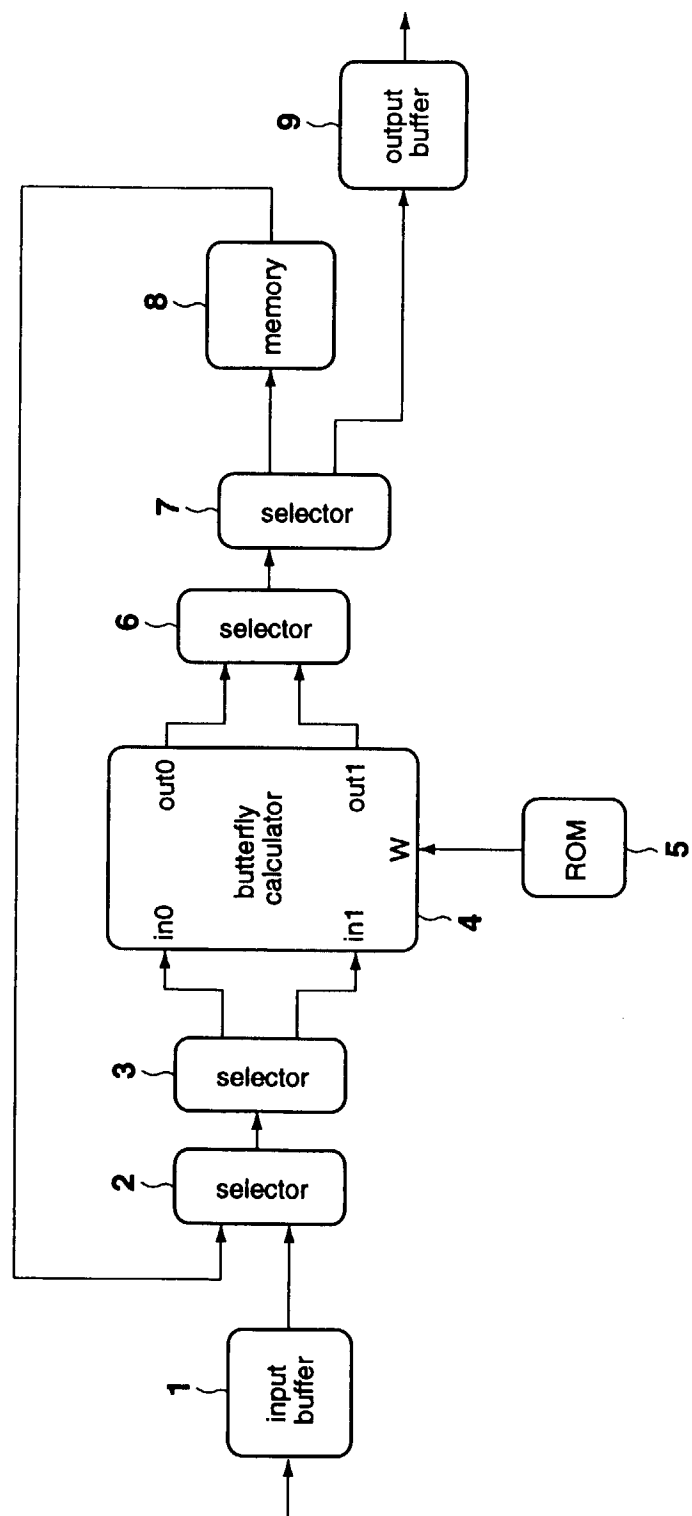 1
input
buffer
2
selector
3
selector
in0
in1
butterfly
calculator
W
out0
out1
4
ROM
5
6
selector
7
selector
8
memory
9
output
buffer